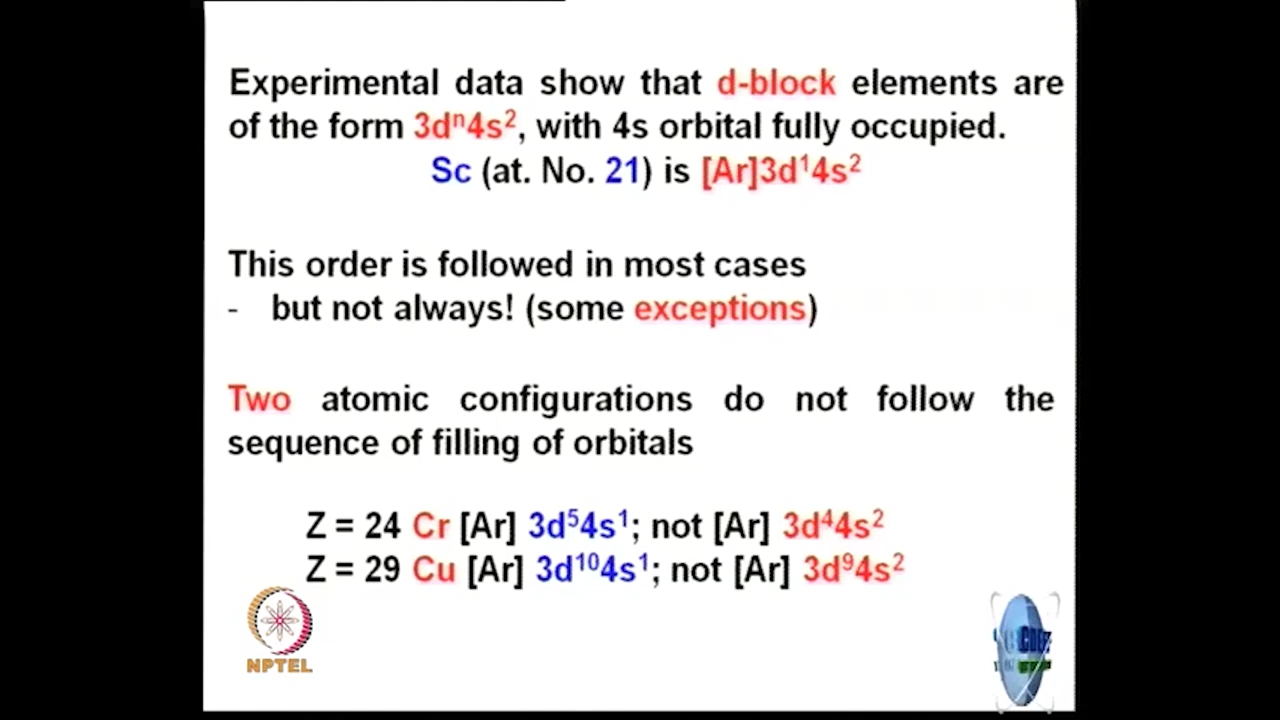 Experimental data show that d-block elements are
of the form 3dⁿ4s², with 4s orbital fully occupied.
Sc (at. No. 21) is [Ar]3d¹4s²
This order is followed in most cases
- but not always! (some exceptions)
Two atomic configurations do not follow the
sequence of filling of orbitals
Z = 24 Cr [Ar] 3d⁵4s¹; not [Ar] 3d⁴4s²
Z = 29 Cu [Ar] 3d¹⁰4s¹; not [Ar] 3d⁹4s²
NPTEL